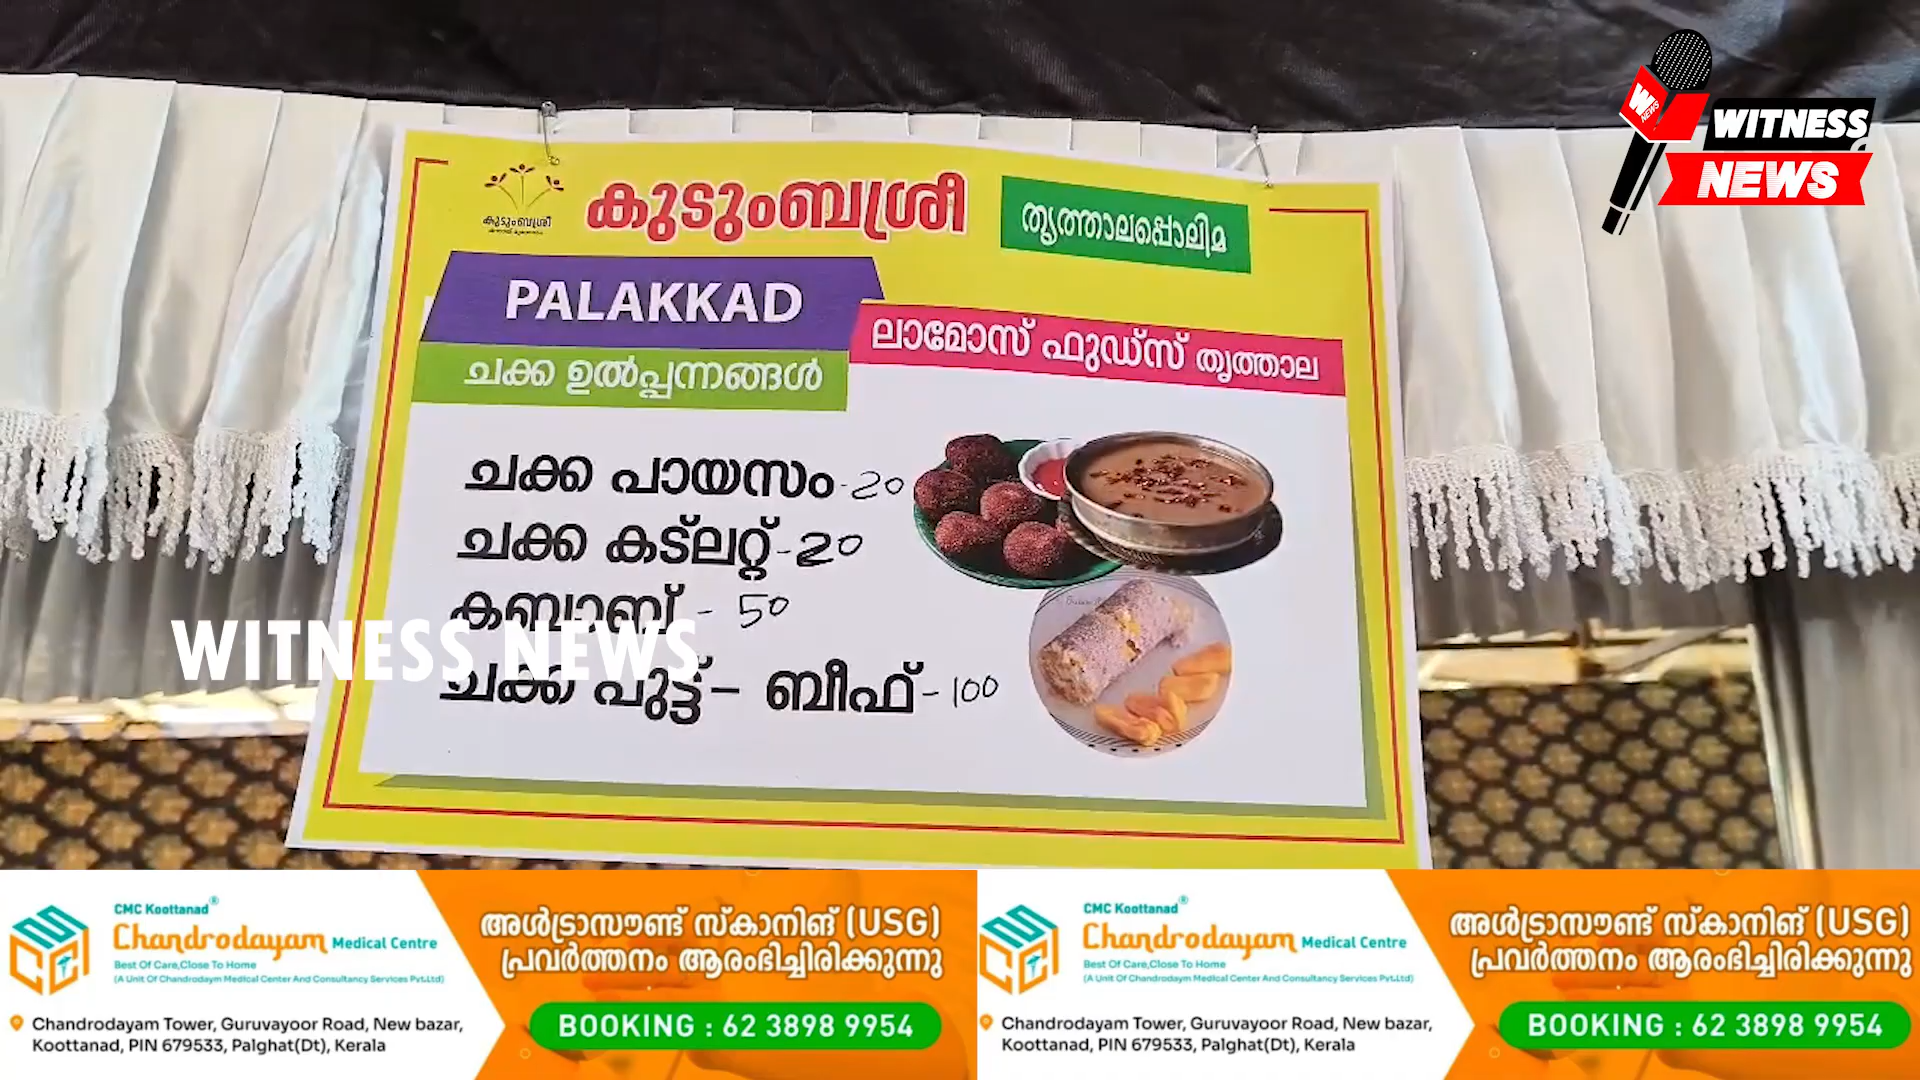 WITNESS
NEWS
കുടുംബശ്രീ
കുടുംബശ്രീ
തൃത്താലപ്പൊലിമ
PALAKKAD
ലാമോസ് ഫുഡ്സ് തൃത്താല
ചക്ക ഉൽപ്പന്നങ്ങൾ
ചക്ക പായസം-20
ചക്ക കട്ലറ്റ്-20
കബാബ് - 50
WITNESS NEWS
ചക്ക പുട്ട്– ബീഫ്-100
CMC Koottanad®
Chandrodayam Medical Centre
Best Of Care,Close To Home
(A Unit Of Chandrodaym Medical Center And Consultancy Services Pvt.Ltd)
Chandrodayam Tower, Guruvayoor Road, New bazar,
Koottanad, PIN 679533, Palghat(Dt), Kerala
അൾട്രാസൗണ്ട് സ്കാനിങ് (USG)
പ്രവർത്തനം ആരംഭിച്ചിരിക്കുന്നു
BOOKING : 62 3898 9954
CMC Koottanad®
Chandrodayam Medical Centre
Best Of Care,Close To Home
(A Unit Of Chandrodaym Medical Center And Consultancy Services Pvt.Ltd)
Chandrodayam Tower, Guruvayoor Road, New bazar,
Koottanad, PIN 679533, Palghat(Dt), Kerala
അൾട്രാസൗണ്ട് സ്കാനിങ് (USG)
പ്രവർത്തനം ആരംഭിച്ചിരിക്കുന്നു
BOOKING : 62 3898 9954